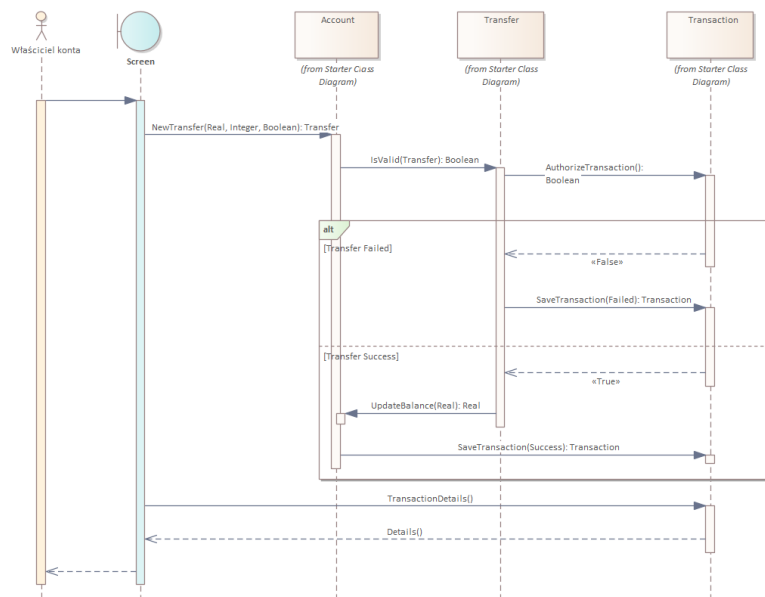 Account
Transfer
Transaction
Właściciel konta
Screen
(from Starter Class
Diagram)
(from Starter Class
Diagram)
(from Starter Class
Diagram)
NewTransfer(Real, Integer, Boolean): Transfer
IsValid(Transfer): Boolean
AuthorizeTransaction():
Boolean
alt
[Transfer Failed]
«False»
SaveTransaction(Failed): Transaction
[Transfer Success]
«True»
UpdateBalance(Real): Real
SaveTransaction(Success): Transaction
TransactionDetails()
Details()